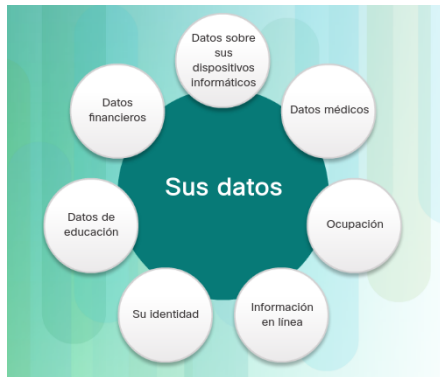 Datos sobre
sus
dispositivos
informáticos
Datos
financieros
Datos médicos
Sus datos
Datos de
educación
Ocupación
Su identidad
Información
en línea